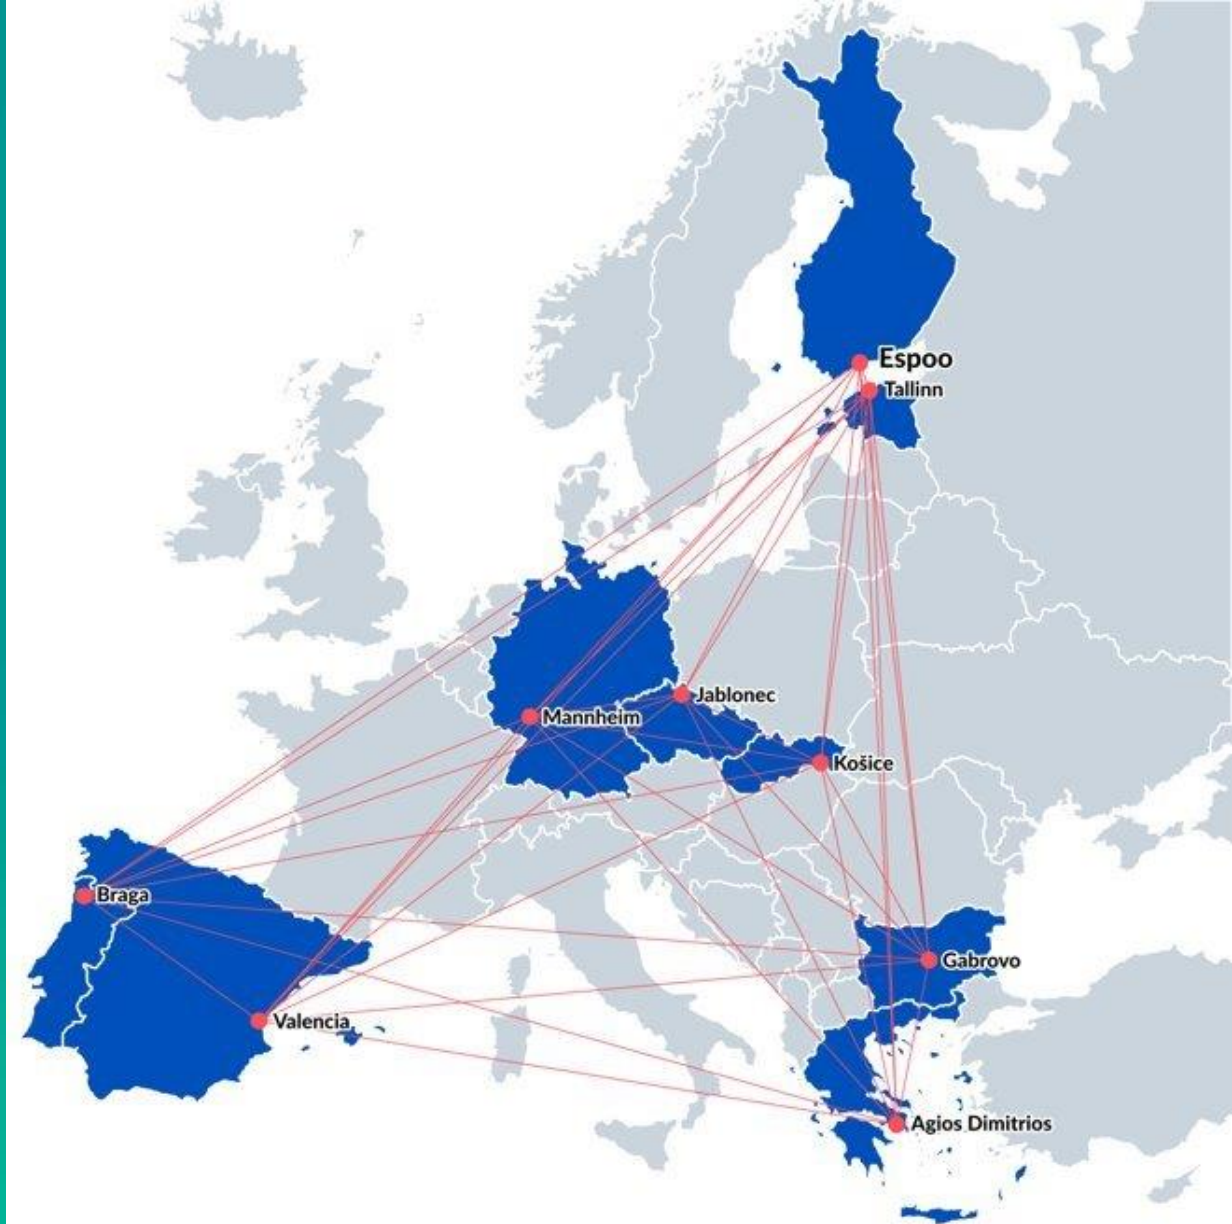 Espoo
Tallinn
Jablonec
Mannheim
Košice
Braga
Gabrovo
Valencia
Agios Dimitrios